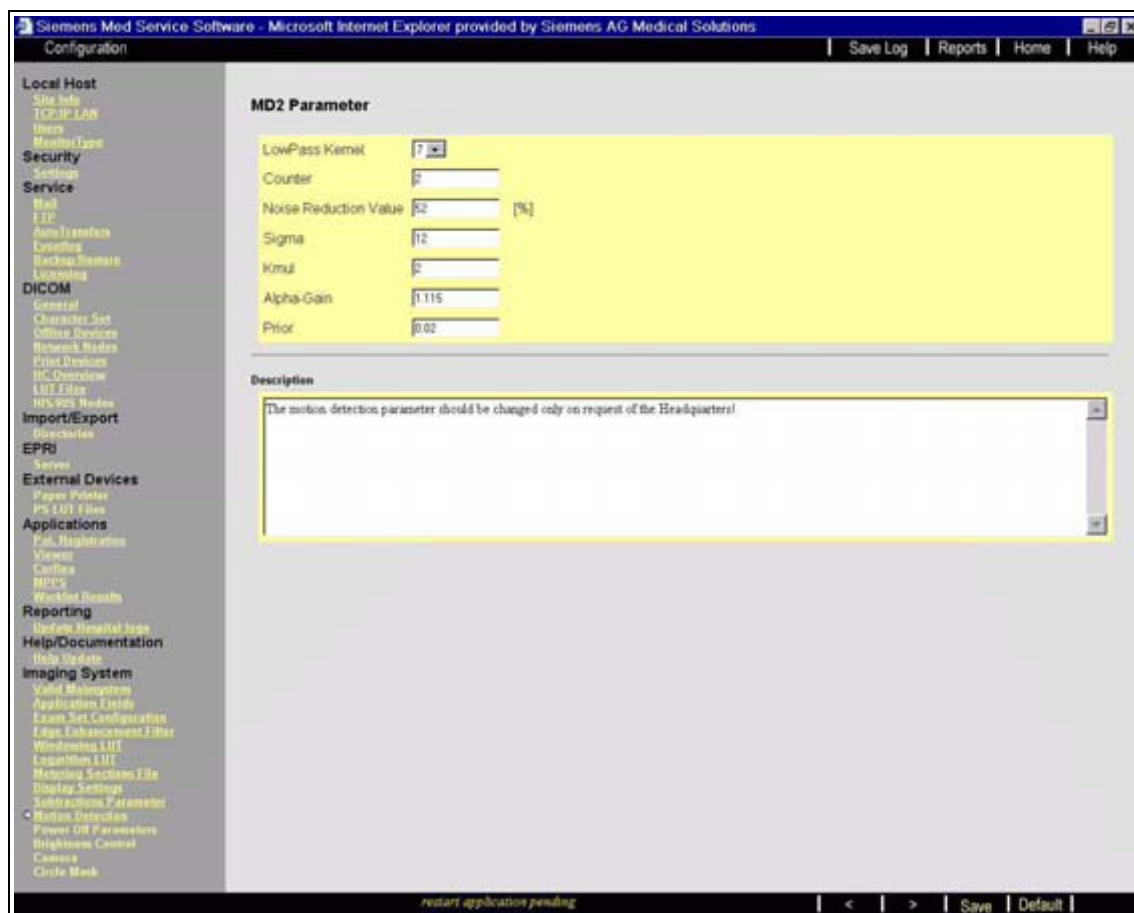 Siemens Med Service Software - Microsoft Internet Explorer provided by Siemens AG Medical Solutions
Configuration
Save Log
Reports
Home
Help
Local Host
Site Info
TCP/IP LAN
Users
MonitorType
Security
Settings
Service
Mail
FTP
AutoTransfers
Eventlog
Backup/Restore
Licensing
DICOM
General
Character Set
Offline Devices
Network Nodes
Print Devices
HC Overview
LUT Files
HIS/RIS Nodes
Import/Export
Directories
EPRI
Server
External Devices
Paper Printer
PS LUT Files
Applications
Pat. Registration
Viewer
MPPS
Worklist Results
Reporting
Update Hospital logo
Help/Documentation
Help Update
Imaging System
Valid Mainsystem
Application Fields
Exam Set Configuration
Edge Enhancement Filter
Windowing LUT
Logarithm LUT
Metering Sections File
Display Settings
Subtractions Parameter
Motion Detection
Power Off Parameters
Brightness Control
Camera
Circle Mask
MD2 Parameter
LowPass Kernel 7
Counter 2
Noise Reduction Value 52 [%]
Sigma 12
Kmul 2
Alpha-Gain 1.115
Prior 0.02
Description
The motion detection parameter should be changed only on request of the Headquarters!
restart application pending
< > Save Default